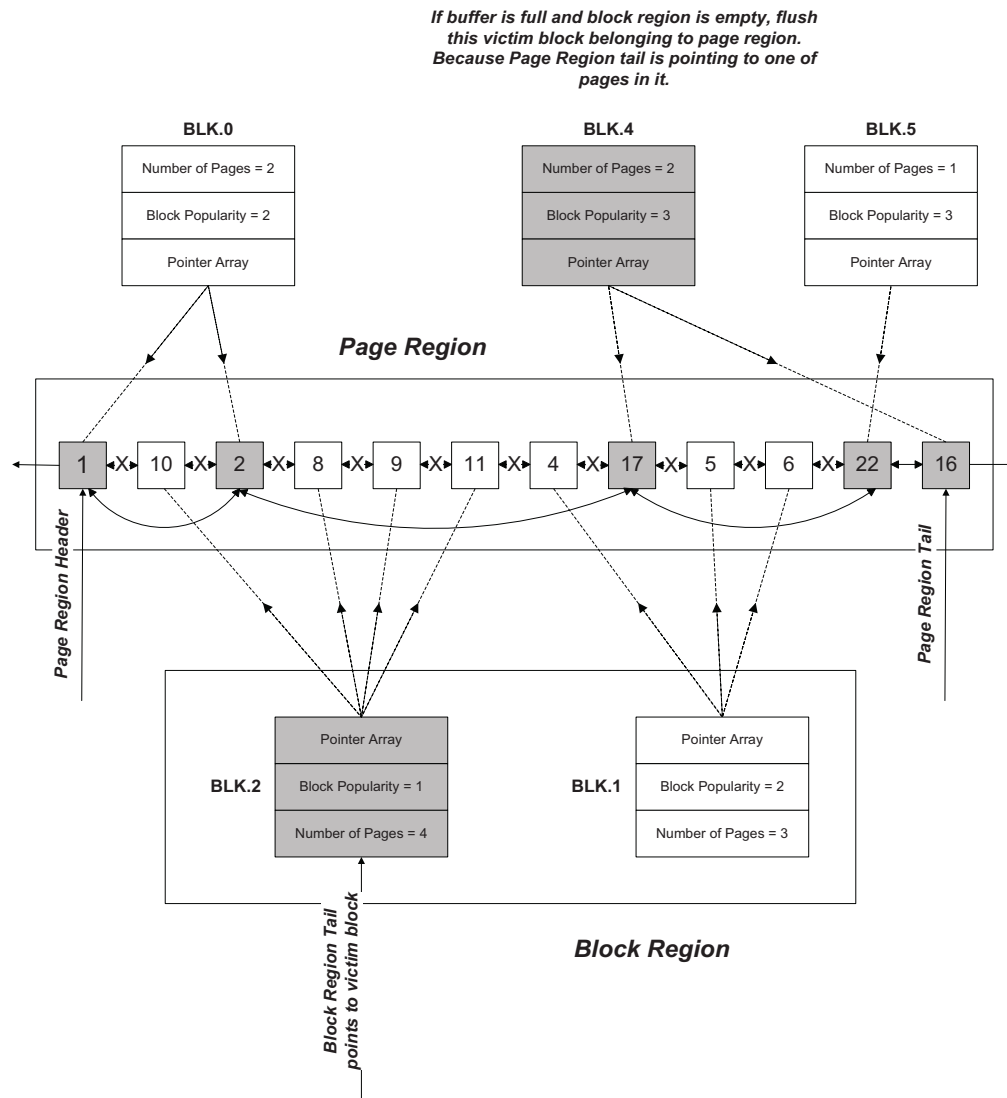 If buffer is full and block region is empty, flush
this victim block belonging to page region.
Because Page Region tail is pointing to one of
pages in it.
BLK.0
BLK.4
BLK.5
Number of Pages = 2
Block Popularity = 2
Pointer Array
Number of Pages = 2
Block Popularity = 3
Pointer Array
Number of Pages = 1
Block Popularity = 3
Pointer Array
Page Region
1 X 10 X 2 X 8 X 9 X 11 X 4 X 17 X 5 X 6 X 22 16
Page Region Header
Page Region Tail
BLK.2
Pointer Array
Block Popularity = 1
Number of Pages = 4
BLK.1
Pointer Array
Block Popularity = 2
Number of Pages = 3
Block Region Tail
points to victim block
Block Region